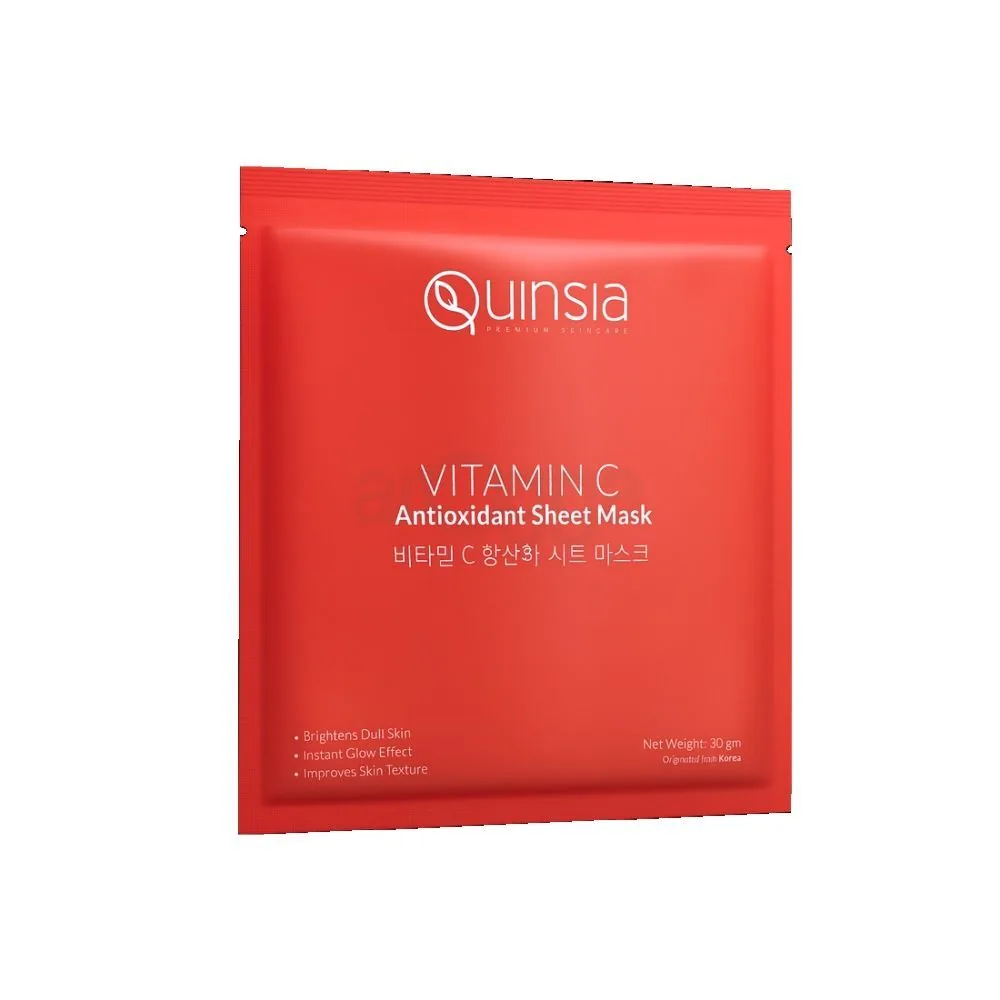 Quinsia
PREMIUM SKINCARE
VITAMIN C
Antioxidant Sheet Mask
비타민 C 항산화 시트 마스크
• Brightens Dull Skin
• Instant Glow Effect
• Improves Skin Texture
Net Weight: 30 gm
Originated from Korea